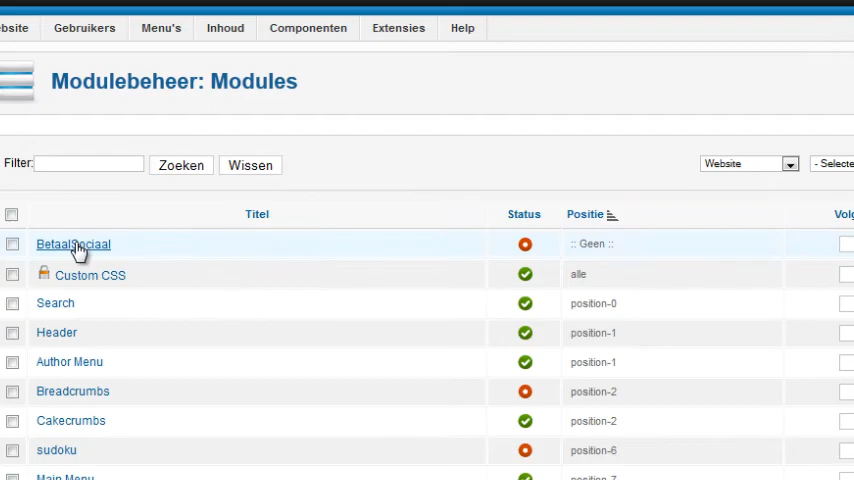 ebsite Gebruikers Menu's Inhoud Componenten Extensies Help
Modulebeheer: Modules
Filter: Zoeken Wissen Website - Selecte
Titel Status Positie Volg
BetaalSociaal :: Geen ::
Custom CSS alle
Search position-0
Header position-1
Author Menu position-1
Breadcrumbs position-2
Cakecrumbs position-2
sudoku position-6
Main Menu position-7